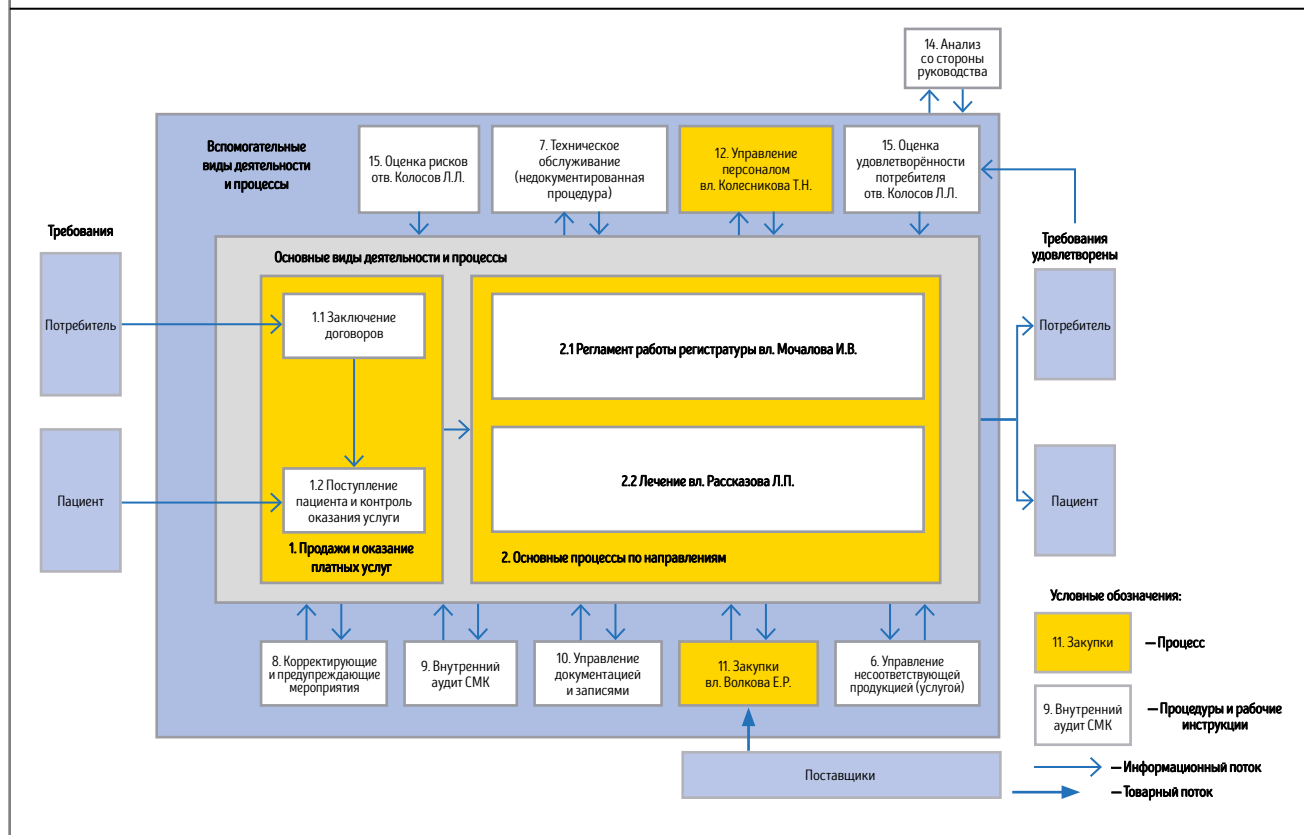 14. Анализ
со стороны
руководства
Вспомогательные
виды деятельности
и процессы
15. Оценка рисков
отв. Колосов Л.Л.
7. Техническое
обслуживание
(недокументированная
процедура)
12. Управление
персоналом
вл. Колесникова Т.Н.
15. Оценка
удовлетворённости
потребителя
отв. Колосов Л.Л.
Требования
Потребитель
Пациент
Основные виды деятельности и процессы
1.1 Заключение
договоров
1.2 Поступление
пациента и контроль
оказания услуги
1. Продажи и оказание
платных услуг
2.1 Регламент работы регистратуры вл. Мочалова И.В.
2.2 Лечение вл. Рассказова Л.П.
2. Основные процессы по направлениям
Требования
удовлетворены
Потребитель
Пациент
8. Корректирующие
и предупреждающие
мероприятия
9. Внутренний
аудит СМК
10. Управление
документацией
и записями
11. Закупки
вл. Волкова Е.Р.
6. Управление
несоответствующей
продукцией (услугой)
Поставщики
Условные обозначения:
11. Закупки
— Процесс
9. Внутренний
аудит СМК
— Процедуры и рабочие
инструкции
— Информационный поток
— Товарный поток